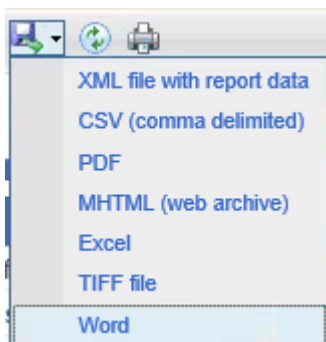 XML file with report data
CSV (comma delimited)
PDF
MHTML (web archive)
Excel
TIFF file
Word